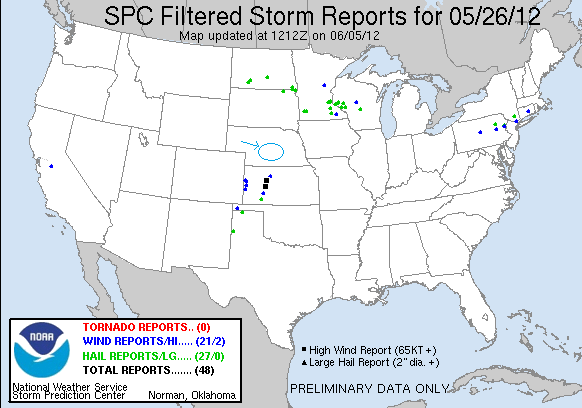 SPC Filtered Storm Reports for 05/26/12
Map updated at 1212Z on 06/05/12
TORNADO REPORTS.. (0)
WIND REPORTS/HI..... (21/2)
HAIL REPORTS/LG..... (27/0)
TOTAL REPORTS....... (48)
NOAA
National Weather Service
Storm Prediction Center Norman, Oklahoma
High Wind Report (65KT +)
Large Hail Report (2" dia. +)
PRELIMINARY DATA ONLY